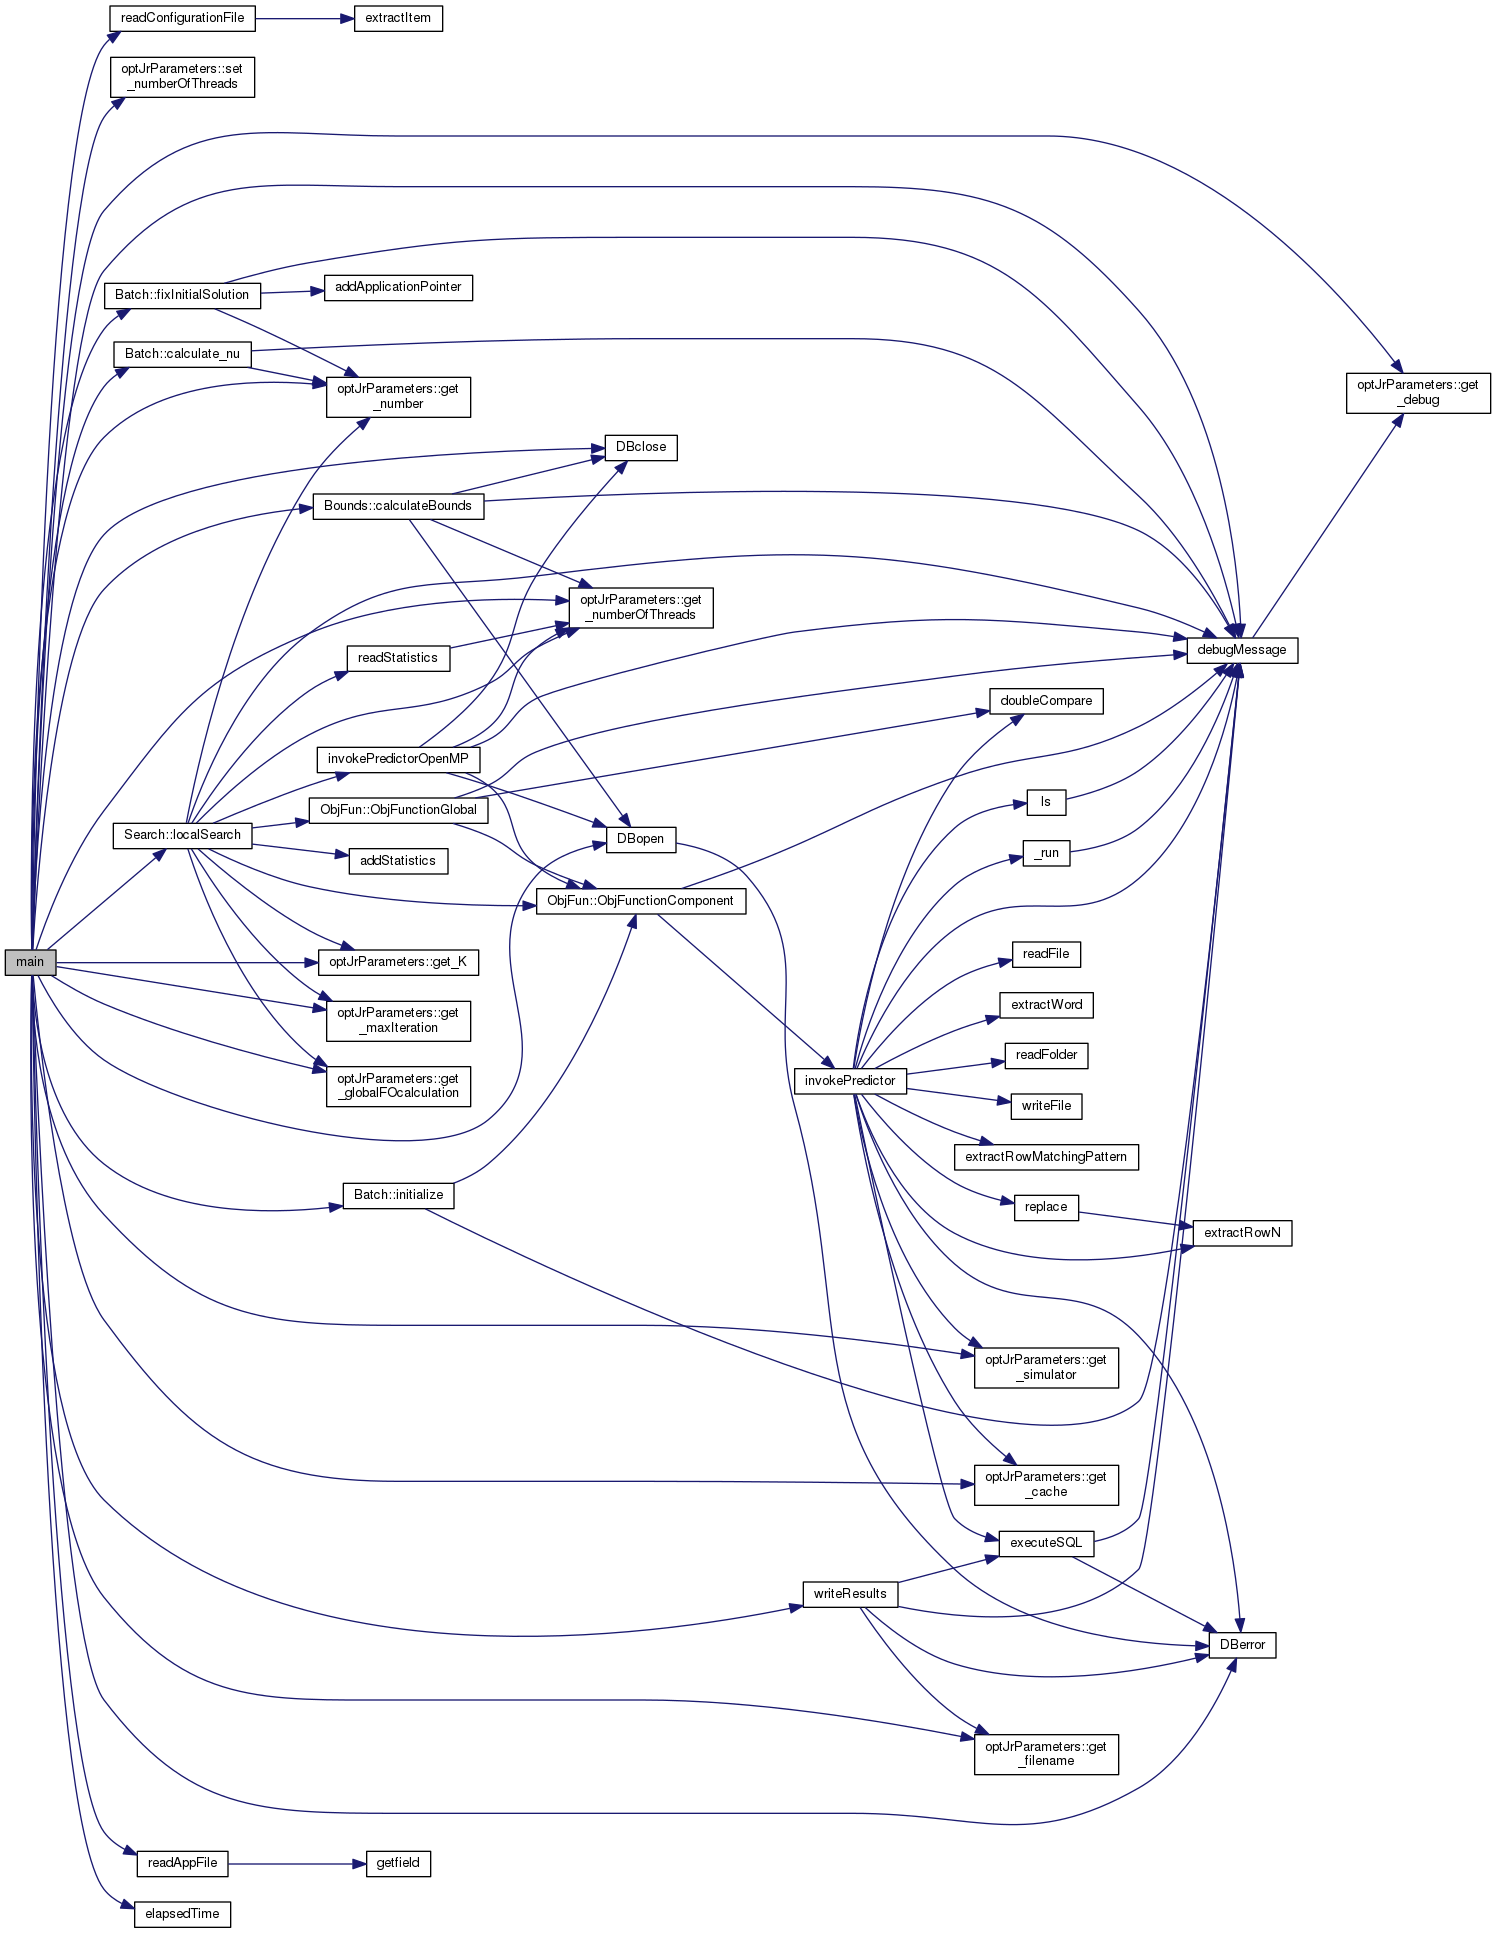 readConfigurationFile
extractItem
optJrParameters::set
_numberOfThreads
Batch::fixInitialSolution
addApplicationPointer
Batch::calculate_nu
optJrParameters::get
_number
optJrParameters::get
_debug
DBclose
Bounds::calculateBounds
optJrParameters::get
_numberOfThreads
readStatistics
debugMessage
doubleCompare
invokePredictorOpenMP
ls
ObjFun::ObjFunctionGlobal
Search::localSearch
DBopen
_run
addStatistics
ObjFun::ObjFunctionComponent
main
optJrParameters::get_K
readFile
extractWord
optJrParameters::get
_maxIteration
readFolder
invokePredictor
optJrParameters::get
_globalFOcalculation
writeFile
extractRowMatchingPattern
Batch::initialize
replace
extractRowN
optJrParameters::get
_simulator
optJrParameters::get
_cache
executeSQL
writeResults
DBerror
optJrParameters::get
_filename
readAppFile
getfield
elapsedTime